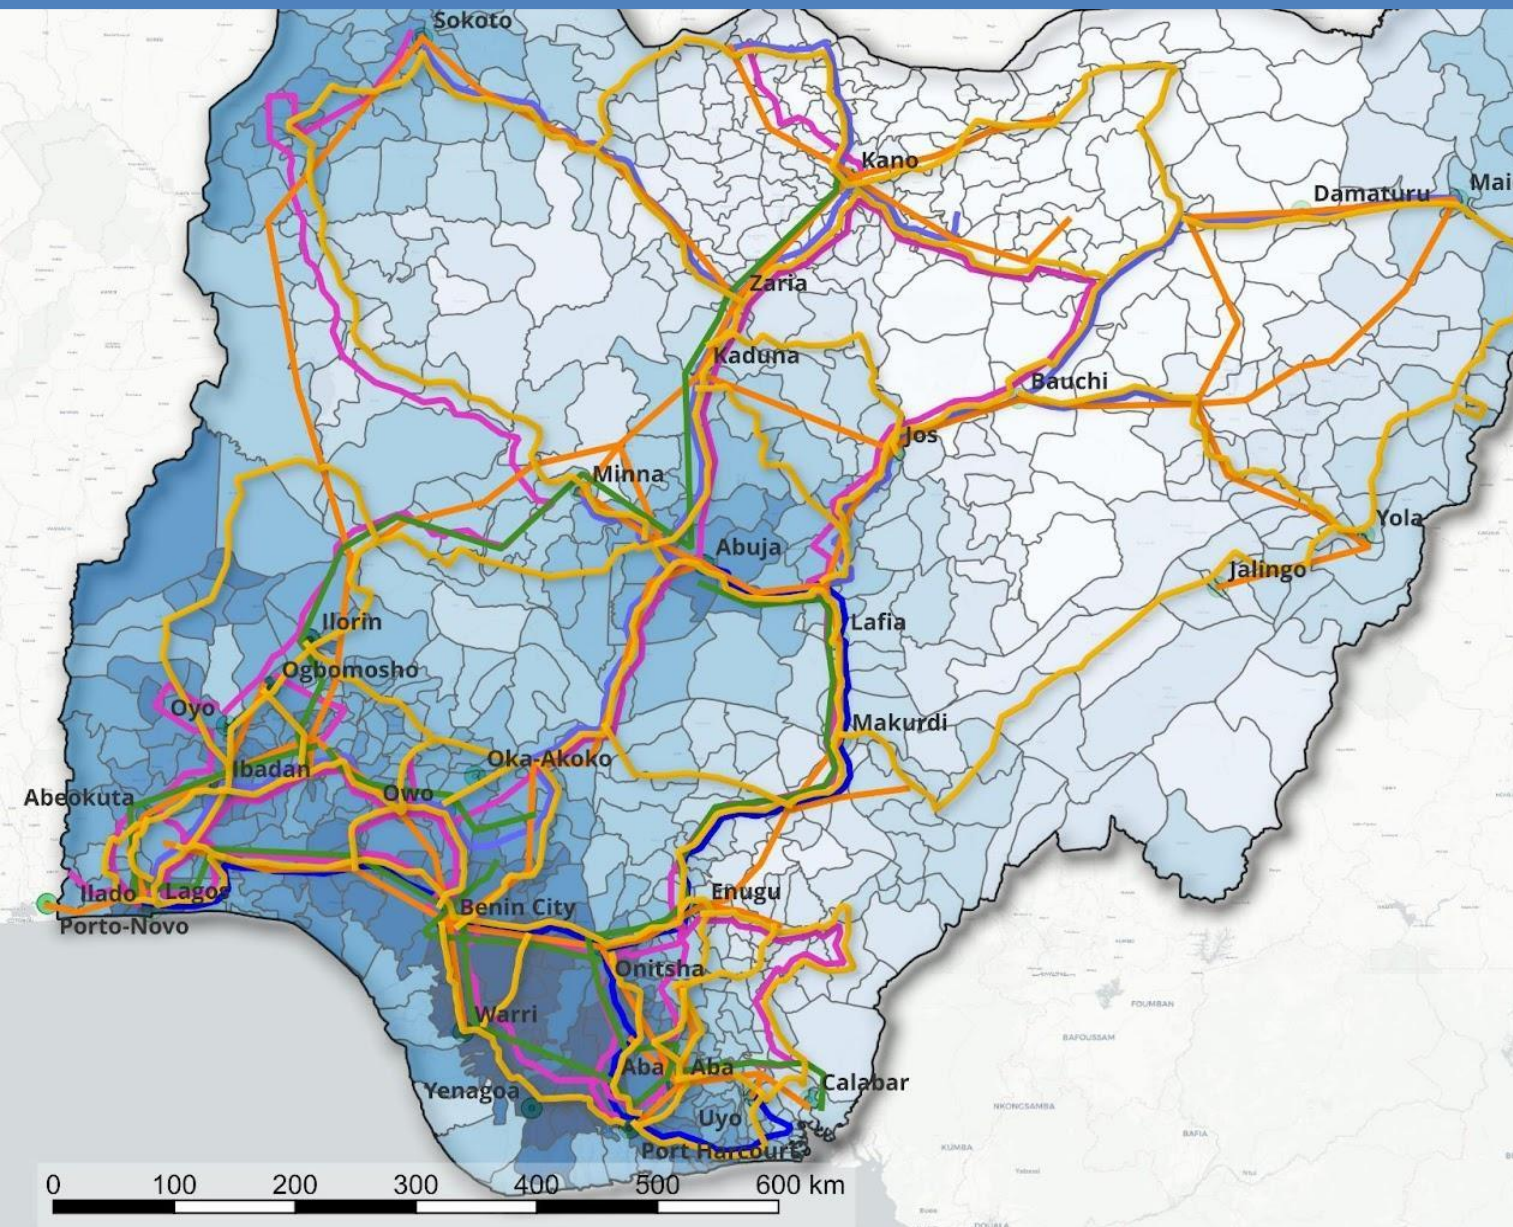 Sokoto
Kano
Damaturu
Mai
Zaria
Kaduna
Bauchi
Jos
Minna
Yola
Abuja
Jalingo
Ilorin
Lafia
Ogbomosho
Oyo
Makurdi
Oka-Akoko
Ibadan
Abeokuta
Owo
Ilado
Lagos
Enugu
Benin City
Porto-Novo
Onitsha
FOUMBAN
Warri
BAFOUSSAM
Aba
Aba
Yenagoa
Calabar
NKONGSAMBA
Uyo
BAFIA
Port Harcourt
KUMBA
0 100 200 300 400 500 600 km
DOUALA